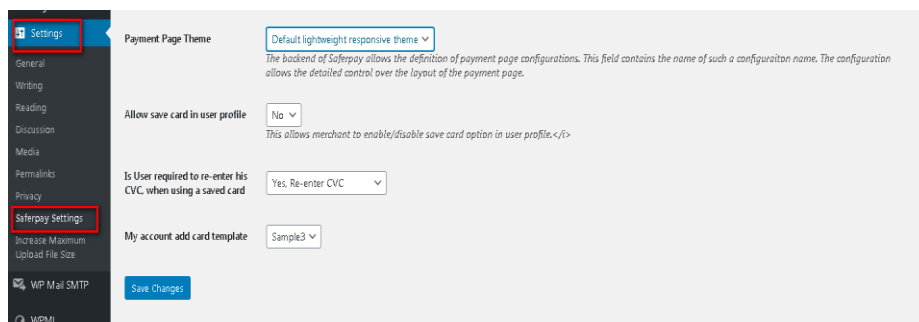 Settings
General
Writing
Reading
Discussion
Media
Permalinks
Privacy
Saferpay Settings
Increase Maximum
Upload File Size
WP Mail SMTP
WPML
Payment Page Theme
Default lightweight responsive theme
The backend of Saferpay allows the definition of payment page configurations. This field contains the name of such a configuraiton name. The configuration
allows the detailed control over the layout of the payment page.
Allow save card in user profile
No
This allows merchant to enable/disable save card option in user profile.</i>
Is User required to re-enter his
CVC, when using a saved card
Yes, Re-enter CVC
My account add card template
Sample3
Save Changes